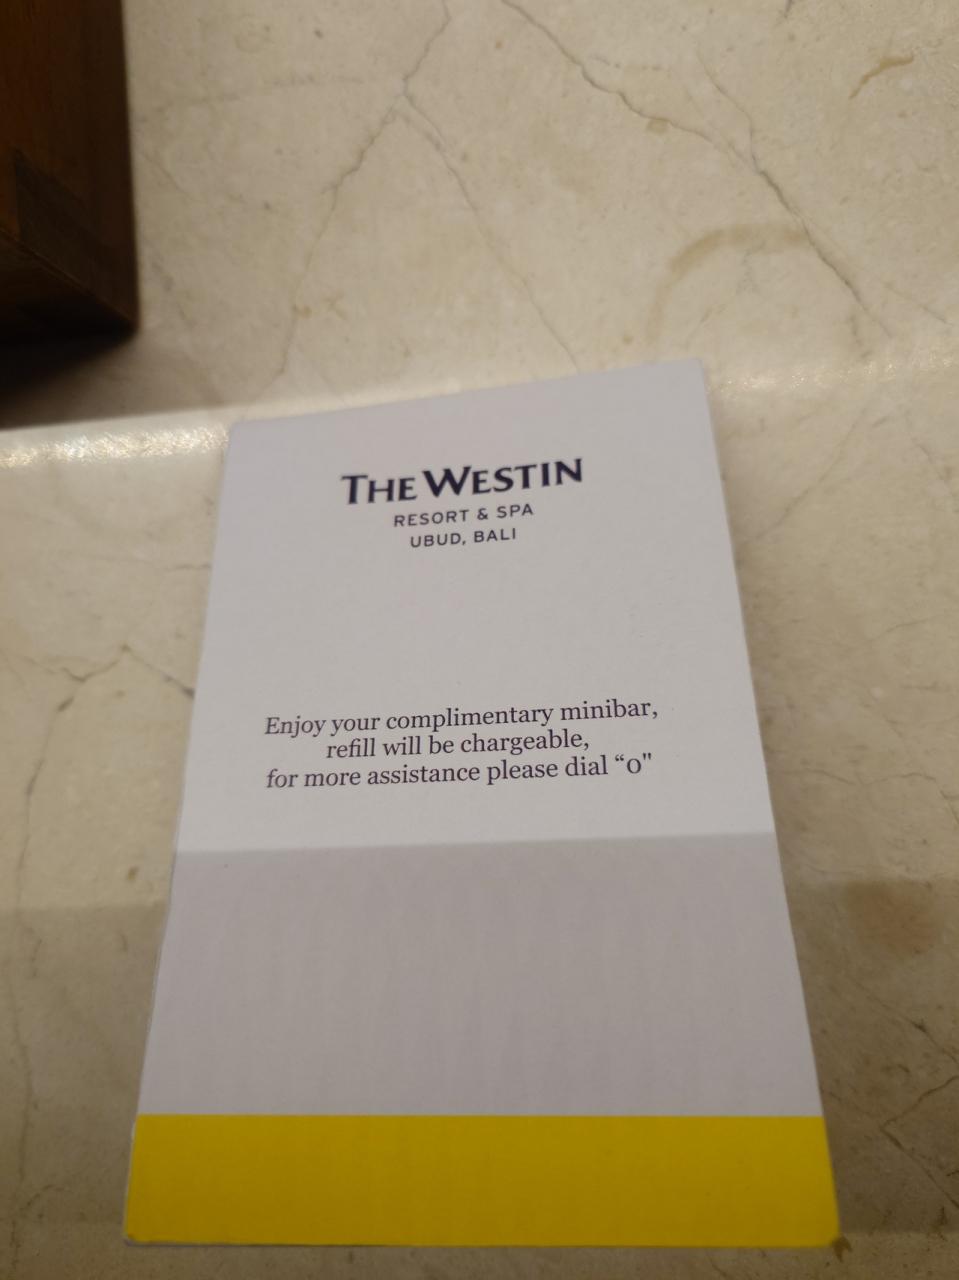 THE WESTIN
RESORT & SPA
UBUD, BALI
Enjoy your complimentary minibar,
refill will be chargeable,
for more assistance please dial “0"